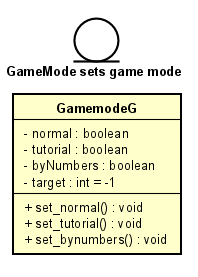 GameMode sets game mode
GamemodeG
- normal : boolean
- tutorial : boolean
- byNumbers : boolean
- target : int = -1
+ set_normal() : void
+ set_tutorial() : void
+ set_bynumbers() : void